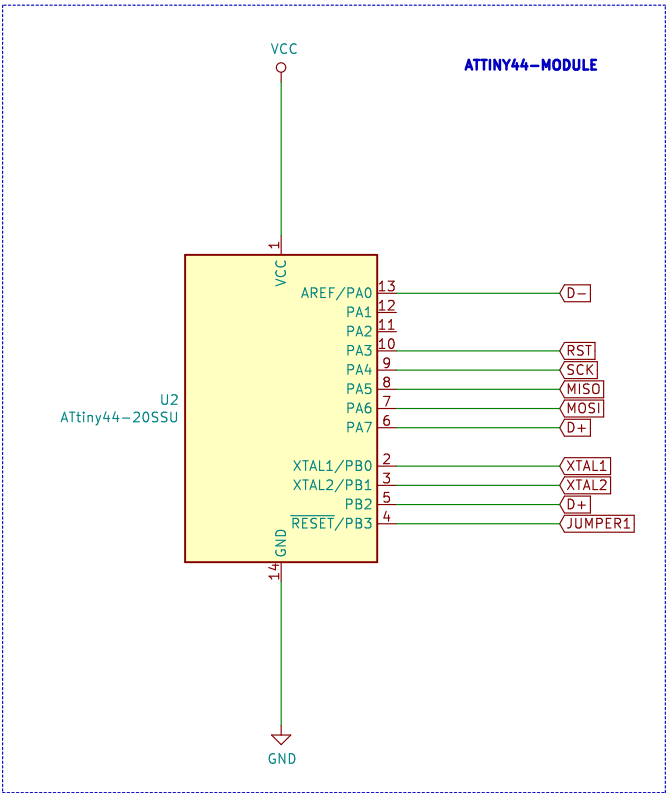 VCC
ATTINY44-MODULE
1
VCC
AREF/PA0 13 D-
PA1 12
PA2 11
PA3 10 RST
PA4 9 SCK
PA5 8 MISO
U2
ATtiny44-20SSU
PA6 7 MOSI
PA7 6 D+
XTAL1/PB0 2 XTAL1
XTAL2/PB1 3 XTAL2
PB2 5 D+
RESET/PB3 4 JUMPER1
GND
14
GND